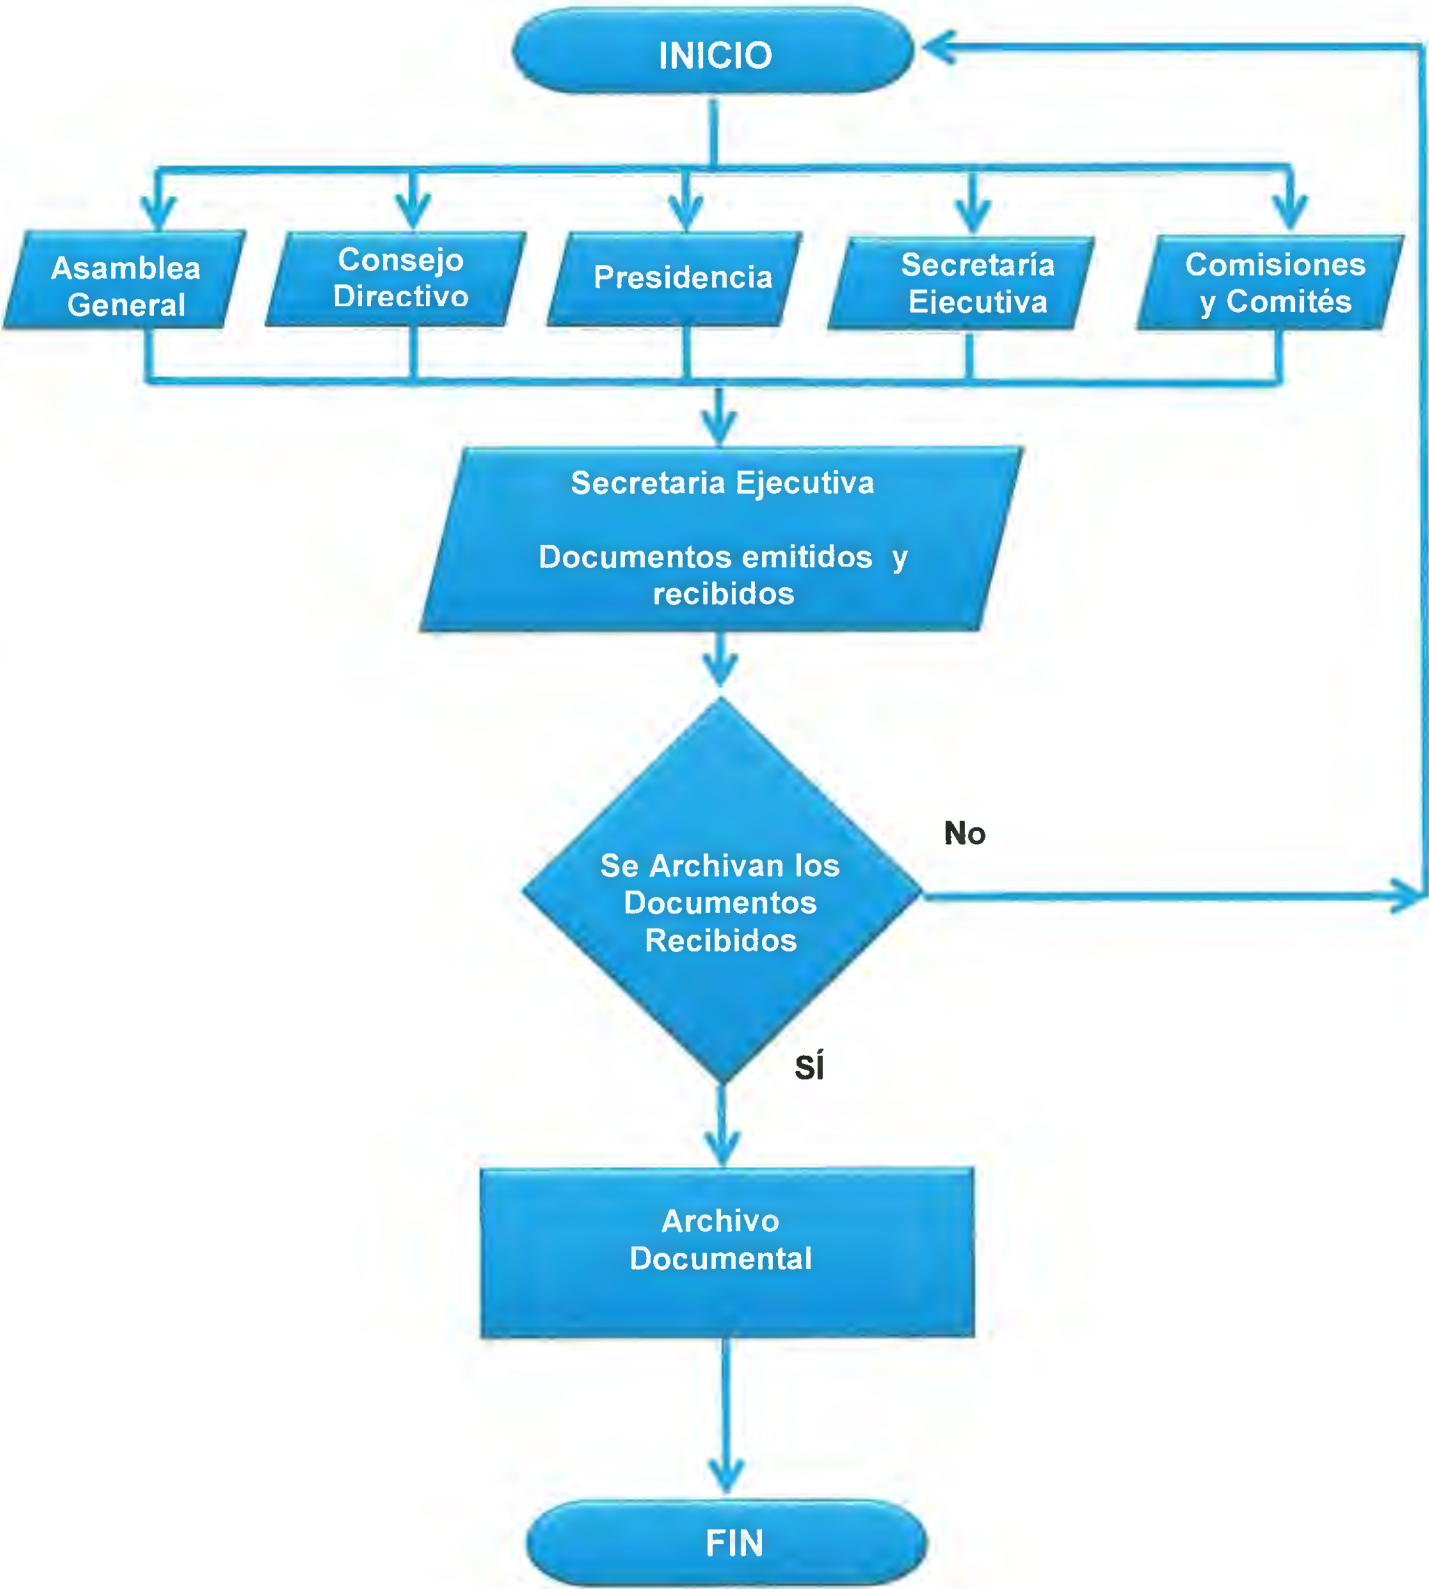 INICIO
Asamblea
General
Consejo
Directivo
Presidencia
Secretaría
Ejecutiva
Comisiones
y Comités
Secretaria Ejecutiva
Documentos emitidos y
recibidos
No
Se Archivan los
Documentos
Recibidos
SÍ
Archivo
Documental
FIN